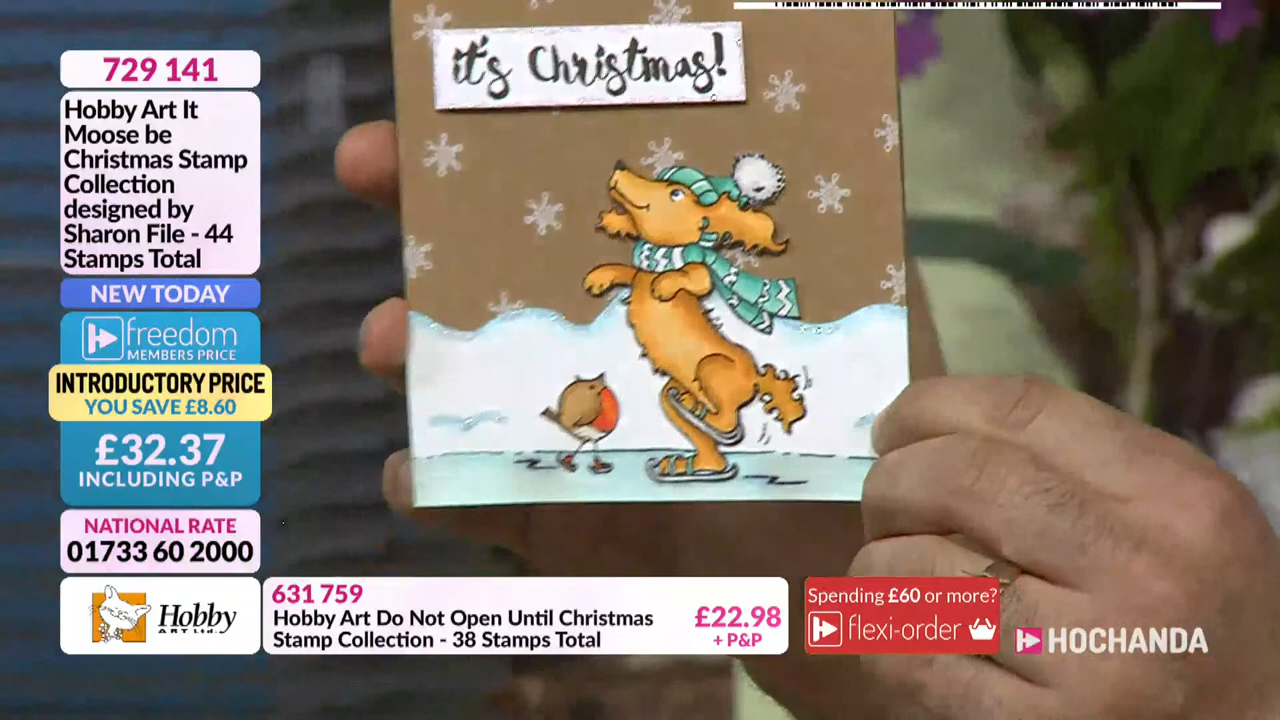 729 141
Hobby Art It
Moose be
Christmas Stamp
Collection
designed by
Sharon File - 44
Stamps Total
NEW TODAY
freedom
MEMBERS PRICE
INTRODUCTORY PRICE
YOU SAVE £8.60
£32.37
INCLUDING P&P
NATIONAL RATE
01733 60 2000
it's Christmas!
Hobby
ART Ltd.
631 759
Hobby Art Do Not Open Until Christmas
Stamp Collection - 38 Stamps Total
£22.98
+ P&P
Spending £60 or more?
flexi-order
HOCHANDA